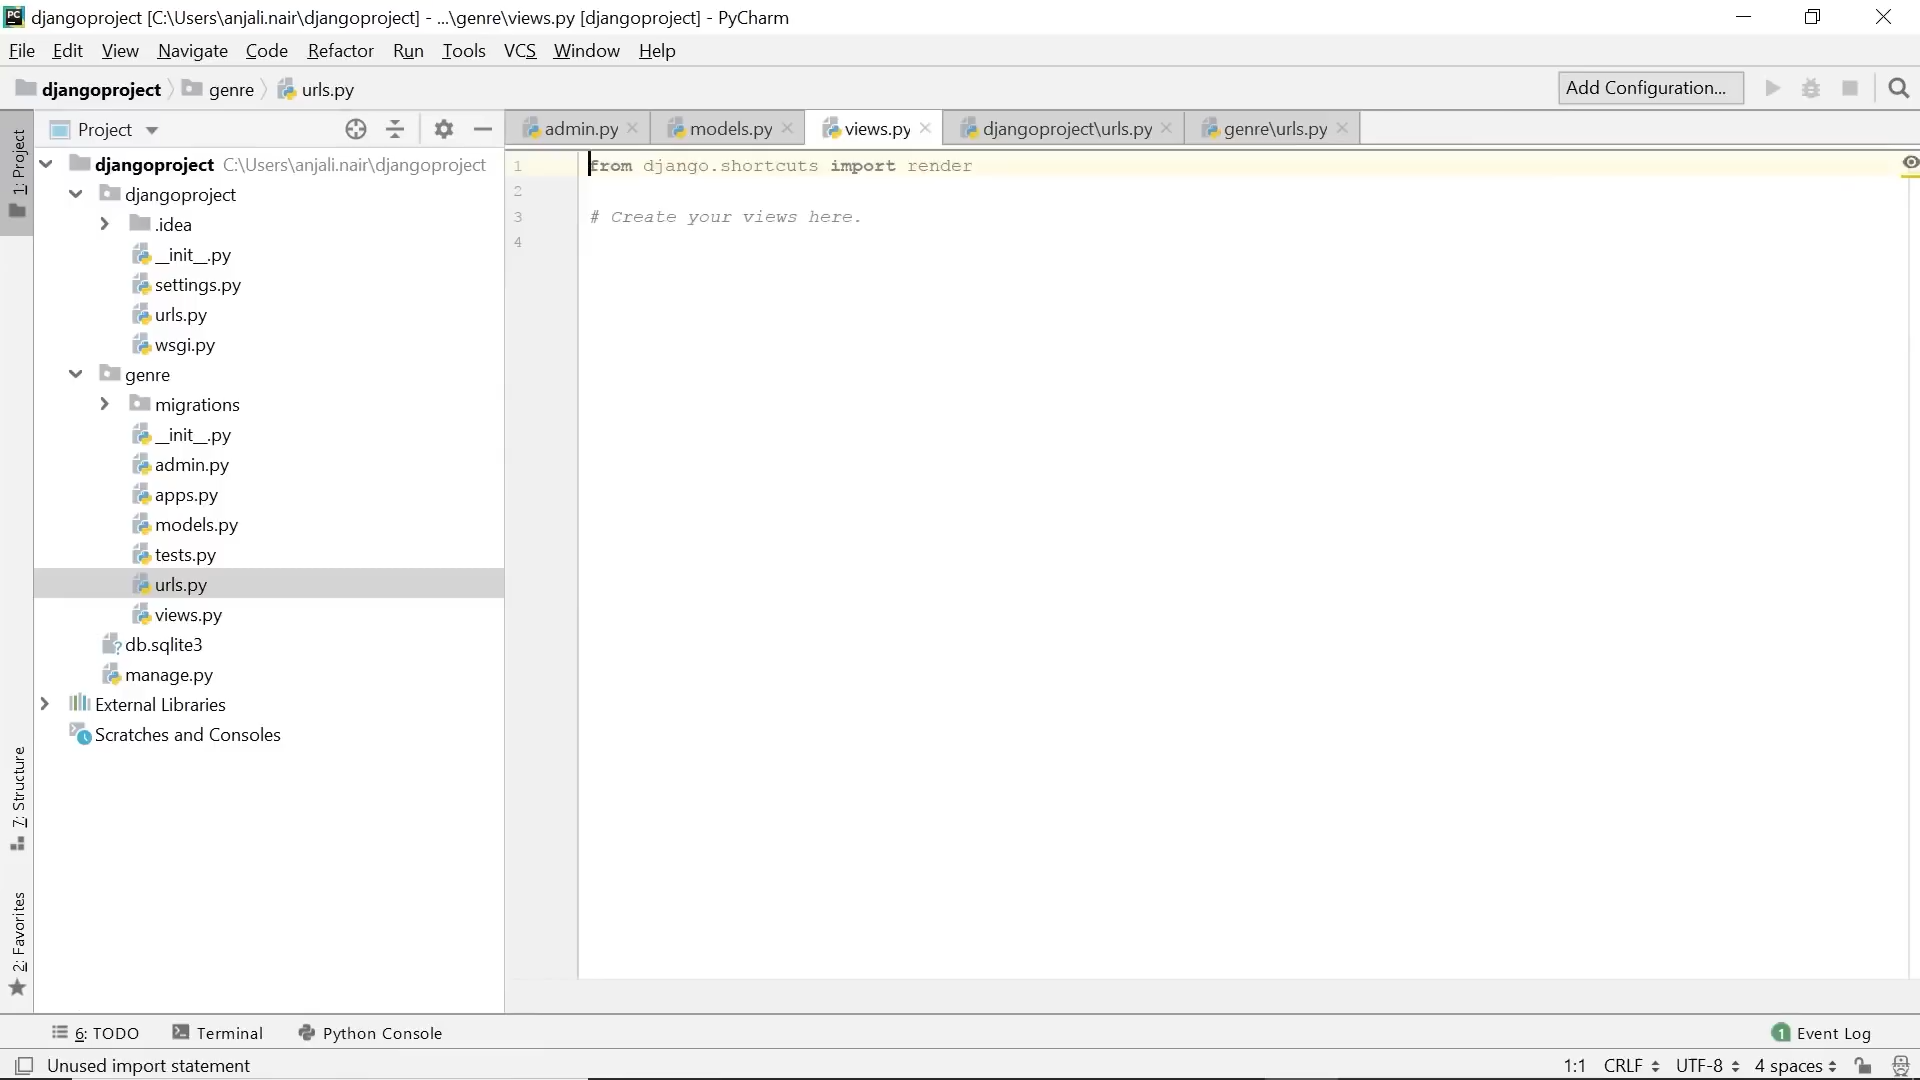 PC djangoproject [C:\Users\anjali.nair\djangoproject] - ...\genre\views.py [djangoproject] - PyCharm
File Edit View Navigate Code Refactor Run Tools VCS Window Help
djangoproject genre urls.py Add Configuration...
1: Project
Project
admin.py models.py views.py djangoproject\urls.py genre\urls.py
djangoproject C:\Users\anjali.nair\djangoproject
djangoproject
.idea
__init__.py
settings.py
urls.py
wsgi.py
genre
migrations
__init__.py
admin.py
apps.py
models.py
tests.py
urls.py
views.py
db.sqlite3
manage.py
External Libraries
Scratches and Consoles
1 from django.shortcuts import render
2
3 # Create your views here.
4
7: Structure
2: Favorites
6: TODO Terminal Python Console 1 Event Log
Unused import statement 1:1 CRLF UTF-8 4 spaces